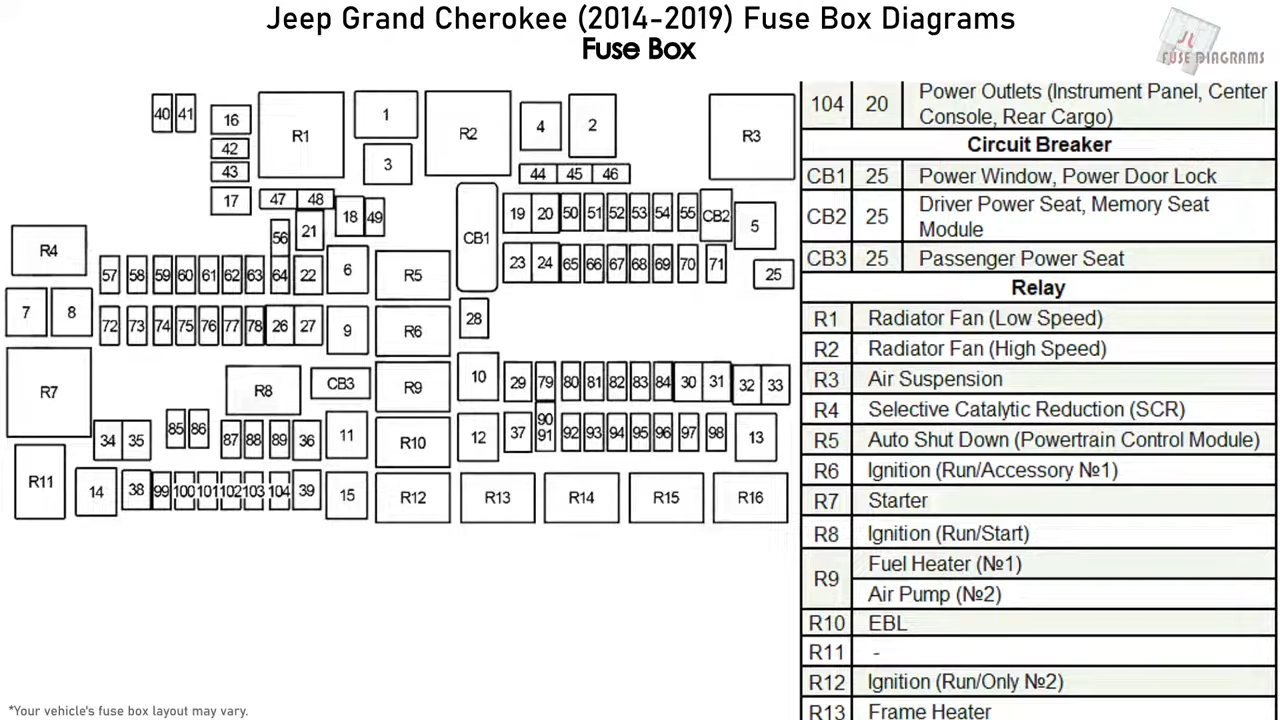 Jeep Grand Cherokee (2014-2019) Fuse Box Diagrams
Fuse Box
JL
FUSE DIAGRAMS
40 41 16 R1 1 R2 4 2 R3
42
43
3
44 45 46
17 47 48 18 49
CB1
19 20 50 51 52 53 54 55 CB2 5
56 21
R4
57 58 59 60 61 62 63 64 22 6 R5
23 24 65 66 67 68 69 70 71 25
7 8
72 73 74 75 76 77 78 26 27 9 R6 28
R7 R8 CB3 R9 10 29 79 80 81 82 83 84 30 31 32 33
34 35 85 86 87 88 89 36 11 R10 12 37 90 91 92 93 94 95 96 97 98 13
R11 14 38 99 100 101 102 103 104 39 15 R12 R13 R14 R15 R16
104 20 Power Outlets (Instrument Panel, Center
Console, Rear Cargo)
Circuit Breaker
CB1 25 Power Window, Power Door Lock
CB2 25 Driver Power Seat, Memory Seat
Module
CB3 25 Passenger Power Seat
Relay
R1 Radiator Fan (Low Speed)
R2 Radiator Fan (High Speed)
R3 Air Suspension
R4 Selective Catalytic Reduction (SCR)
R5 Auto Shut Down (Powertrain Control Module)
R6 Ignition (Run/Accessory №1)
R7 Starter
R8 Ignition (Run/Start)
R9 Fuel Heater (№1)
Air Pump (№2)
R10 EBL
R11 -
R12 Ignition (Run/Only №2)
R13 Frame Heater
*Your vehicle's fuse box layout may vary.